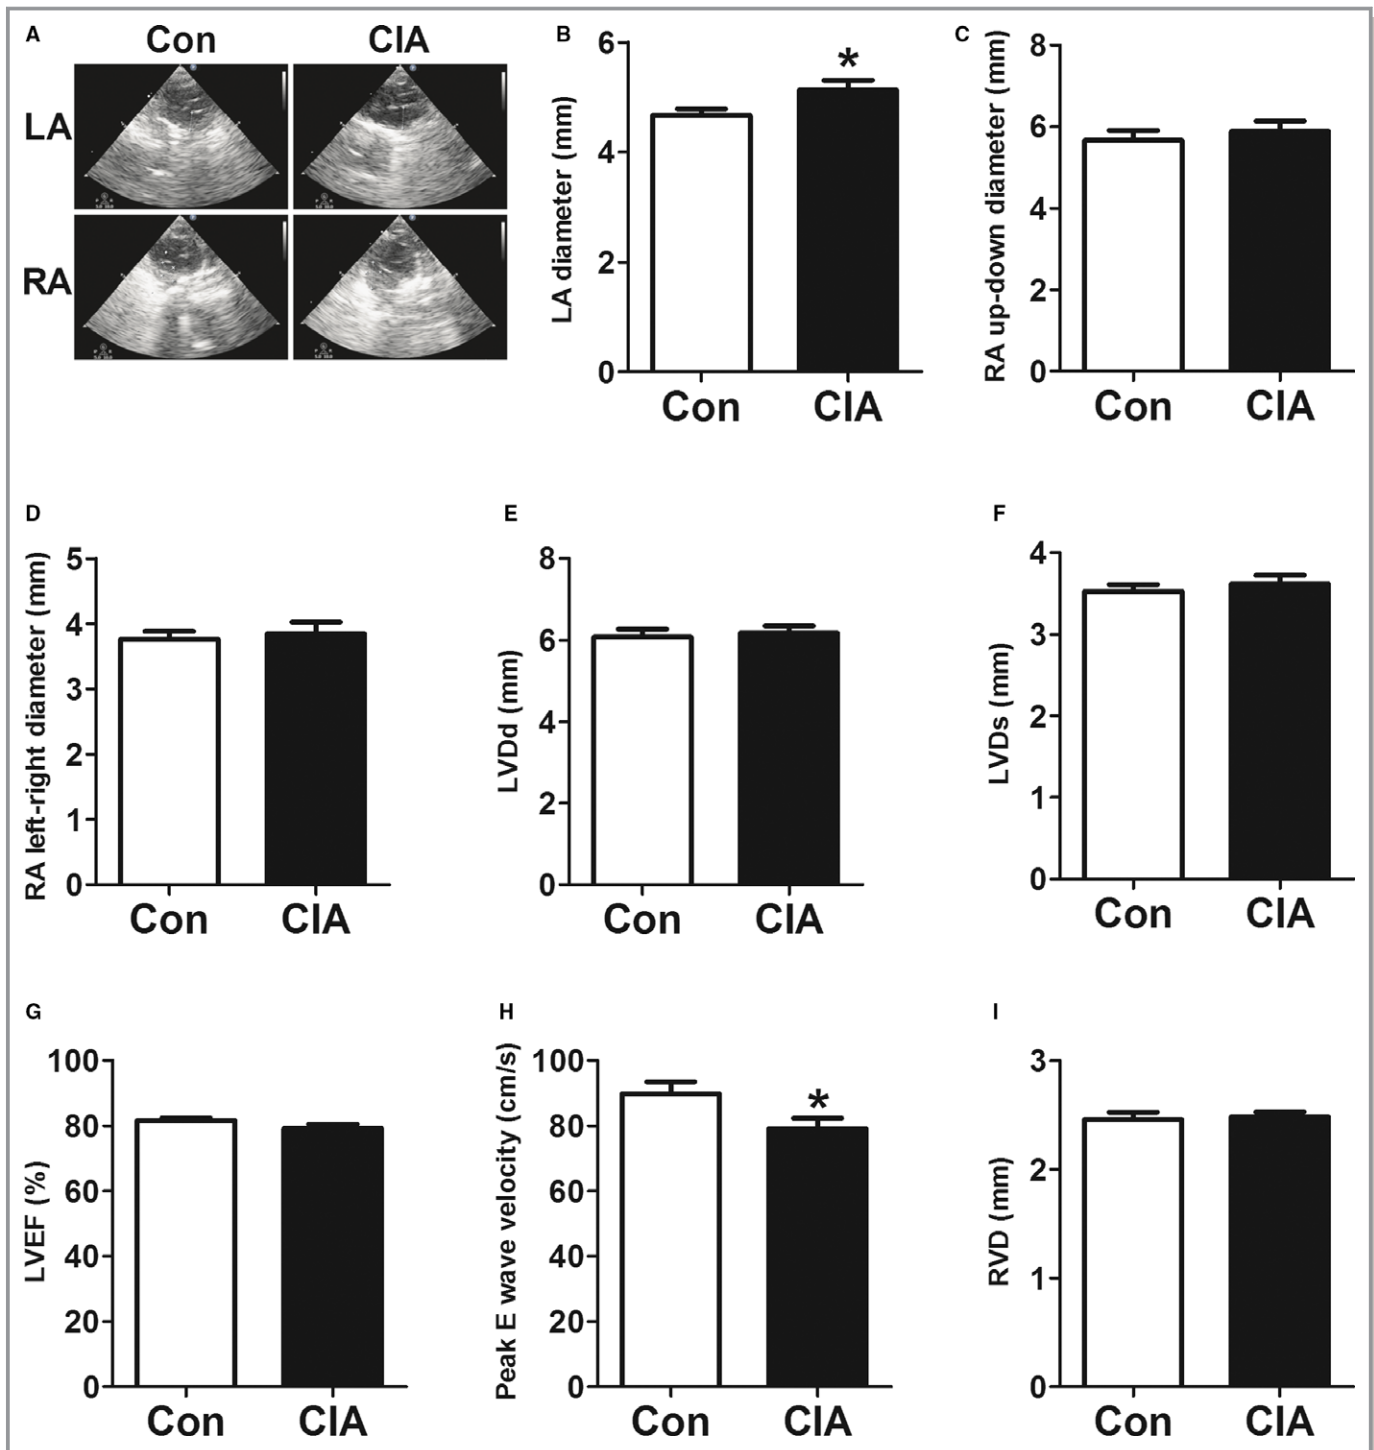 A
Con
CIA
LA
RA
B
LA diameter (mm)
6
*
4
2
0
Con
CIA
C
RA up-down diameter (mm)
8
6
4
2
0
Con
CIA
D
RA left-right diameter (mm)
5
4
3
2
1
0
Con
CIA
E
LVDd (mm)
8
6
4
2
0
Con
CIA
F
LVDs (mm)
4
3
2
1
0
Con
CIA
G
LVEF (%)
100
80
60
40
20
0
Con
CIA
H
Peak E wave velocity (cm/s)
100
80
*
60
40
20
0
Con
CIA
I
RVD (mm)
3
2
1
0
Con
CIA